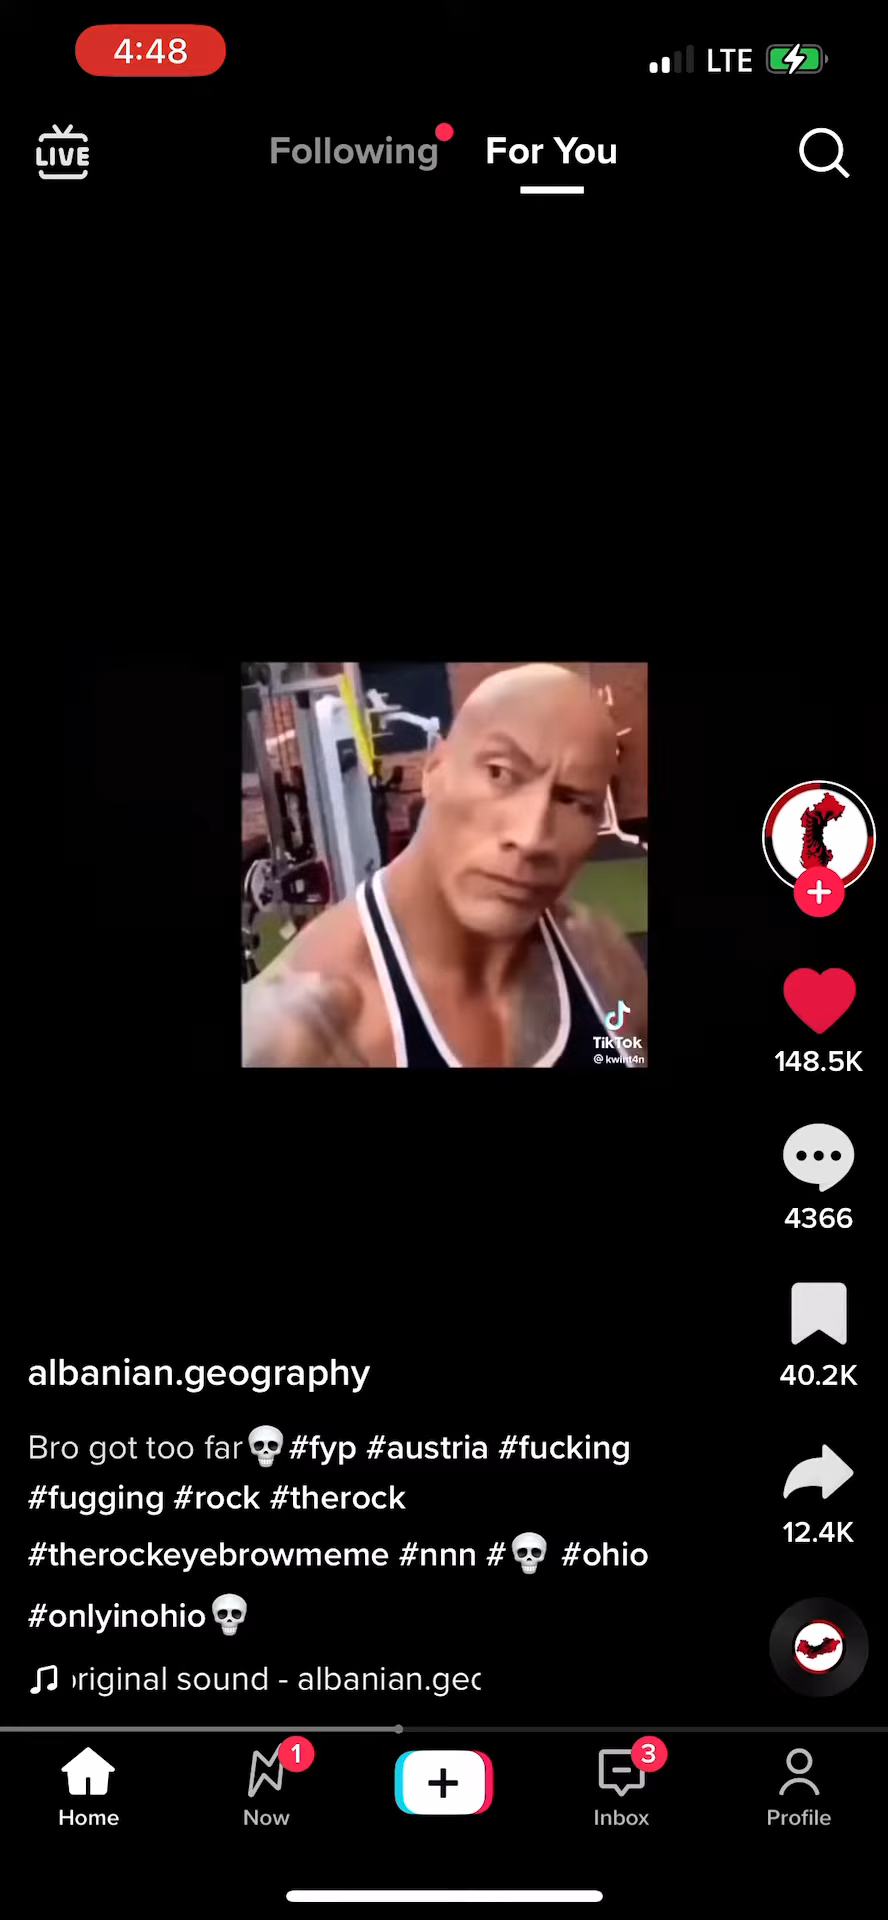 4:48
LTE
LIVE
Following
For You
TikTok
148.5K
4366
40.2K
12.4K
albanian.geography
Bro got too far💀#fyp #austria #fucking
#fugging #rock #therock
#therockeyebrowmeme #nnn #💀 #ohio
#onlyinohio💀
riginal sound - albanian.geo
1
3
Home
Now
Inbox
Profile